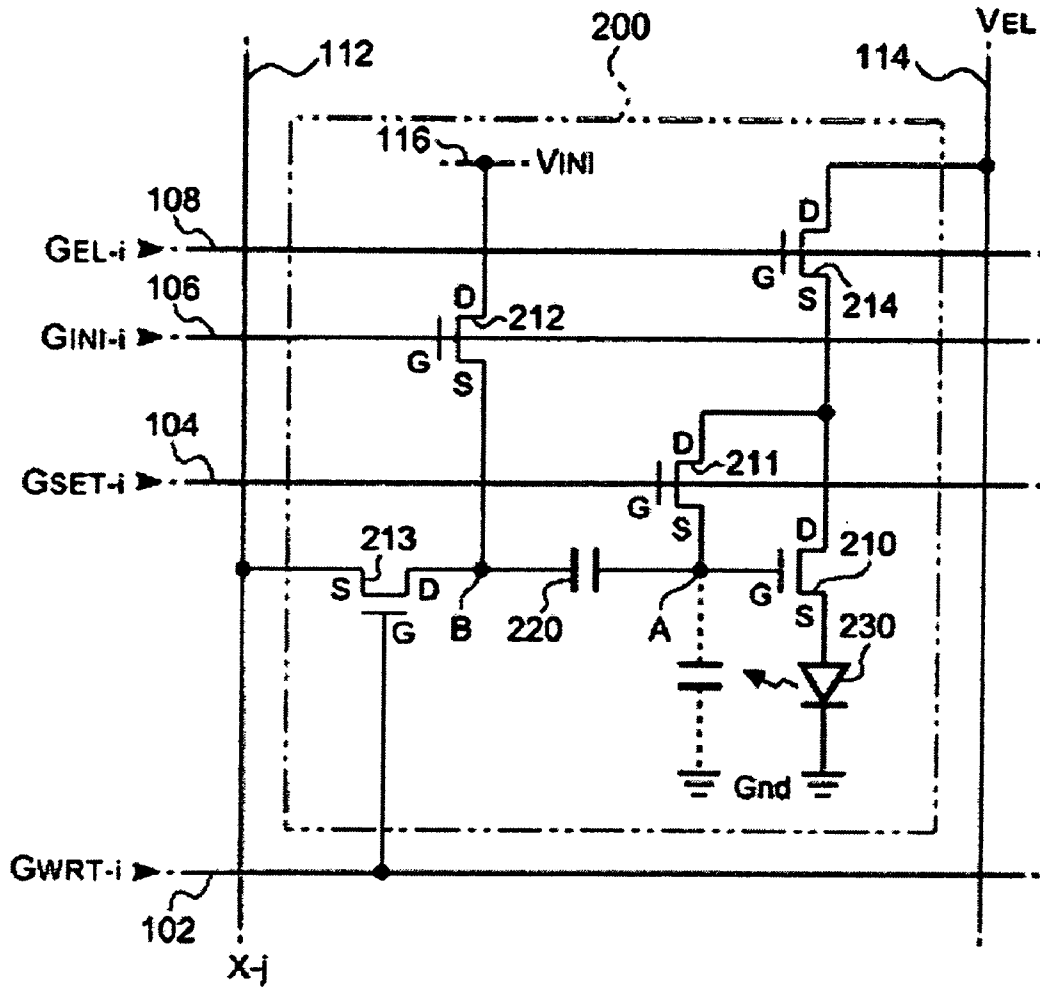 VEL
200
112
114
116
VINI
108
GEL-i
D
G
S
214
106
GINI-i
D
212
G
S
104
GSET-i
D
211
G
S
213
S
D
G
B
220
A
D
210
G
S
230
Gnd
GWRT-i
102
X-j